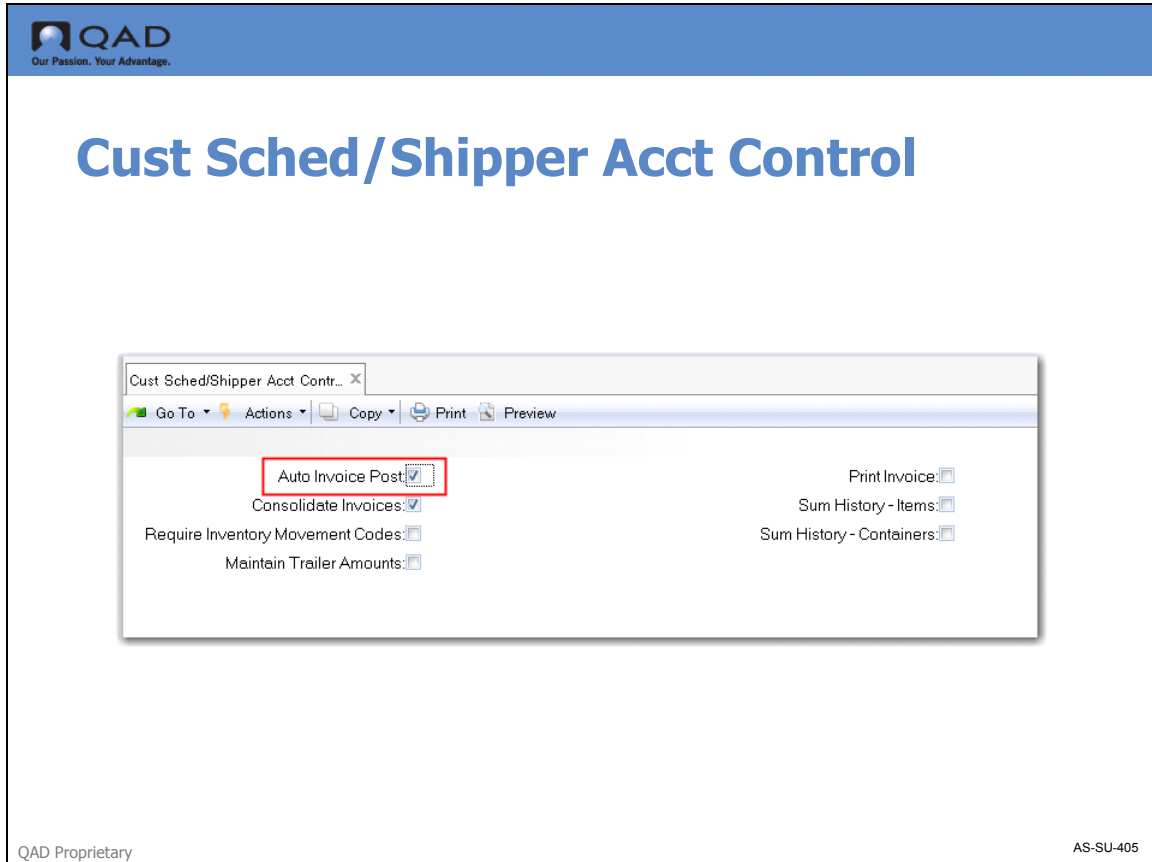 QAD
Our Passion. Your Advantage.
Cust Sched/Shipper Acct Control
Cust Sched/Shipper Acct Contr...
Go To Actions Copy Print Preview
Auto Invoice Post: Print Invoice:
Consolidate Invoices: Sum History - Items:
Require Inventory Movement Codes: Sum History - Containers:
Maintain Trailer Amounts:
QAD Proprietary AS-SU-405